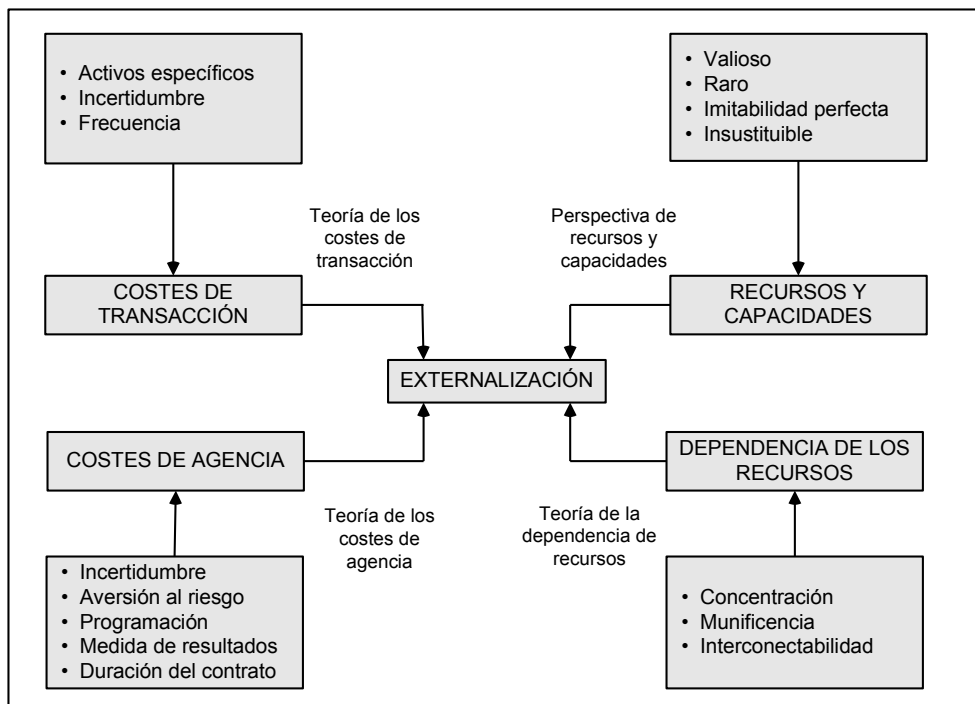 • Activos específicos
• Incertidumbre
• Frecuencia
• Valioso
• Raro
• Imitabilidad perfecta
• Insustituible
Teoría de los
costes de
transacción
Perspectiva de
recursos y
capacidades
COSTES DE
TRANSACCIÓN
RECURSOS Y
CAPACIDADES
EXTERNALIZACIÓN
COSTES DE AGENCIA
DEPENDENCIA DE LOS
RECURSOS
Teoría de los
costes de
agencia
Teoría de la
dependencia de
recursos
• Incertidumbre
• Aversión al riesgo
• Programación
• Medida de resultados
• Duración del contrato
• Concentración
• Munificencia
• Interconectabilidad